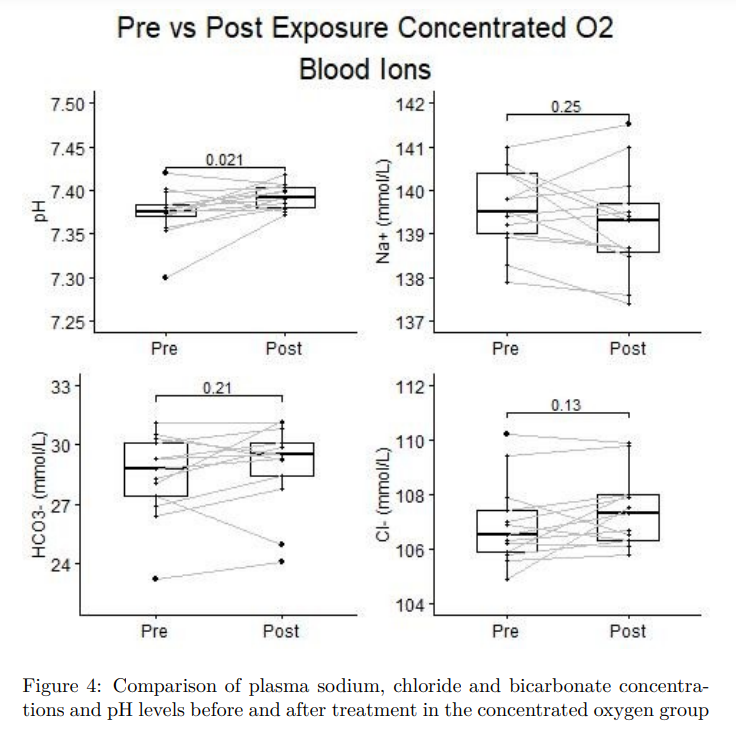 Pre vs Post Exposure Concentrated O2
Blood Ions
pH
7.50
7.45
7.40
7.35
7.30
7.25
0.021
Pre Post
Na+ (mmol/L)
142
141
140
139
138
137
0.25
Pre Post
HCO3- (mmol/L)
33
30
27
24
0.21
Pre Post
Cl- (mmol/L)
112
110
108
106
104
0.13
Pre Post
Figure 4: Comparison of plasma sodium, chloride and bicarbonate concentra-
tions and pH levels before and after treatment in the concentrated oxygen group